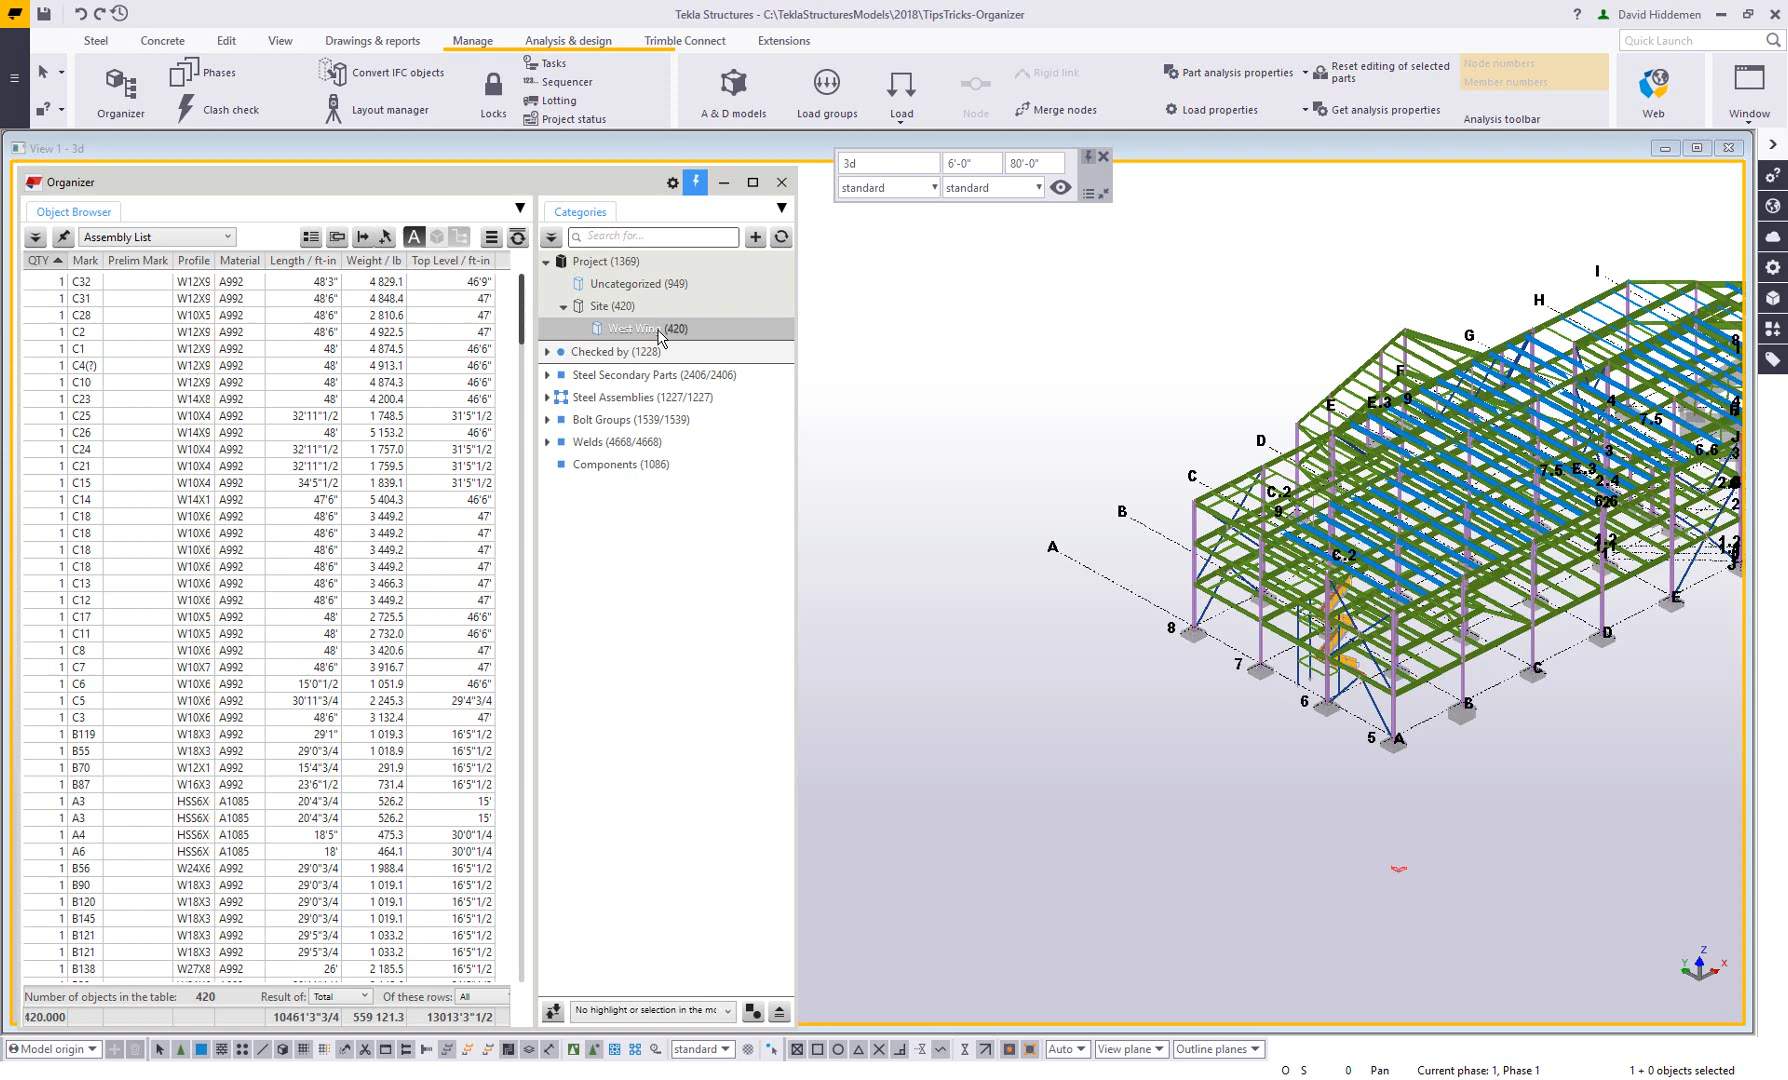 Tekla Structures - C:\TeklaStructuresModels\2018\TipsTricks-Organizer
? David Hiddemen
Steel Concrete Edit View Drawings & reports Manage Analysis & design Trimble Connect Extensions
Quick Launch
Organizer
Phases
Clash check
Convert IFC objects
Layout manager
Locks
Tasks
Sequencer
Lotting
Project status
A & D models
Load groups
Load
Node
Rigid link
Merge nodes
Part analysis properties
Load properties
Reset editing of selected parts
Get analysis properties
Node numbers
Member numbers
Analysis toolbar
Web
Window
View 1 - 3d
3d 6'-0" 80'-0"
standard standard
Organizer
Object Browser
Assembly List
A
QTY Mark Prelim Mark Profile Material Length / ft-in Weight / lb Top Level / ft-in
1 C32 W12X9 A992 48'3" 4 829.1 46'9"
1 C31 W12X9 A992 48'6" 4 848.4 47'
1 C28 W10X5 A992 48'6" 2 810.6 47'
1 C2 W12X9 A992 48'6" 4 922.5 47'
1 C1 W12X9 A992 48' 4 874.5 46'6"
1 C4(?) W12X9 A992 48' 4 913.1 46'6"
1 C10 W12X9 A992 48' 4 874.3 46'6"
1 C23 W14X8 A992 48' 4 200.4 46'6"
1 C25 W10X4 A992 32'11"1/2 1 748.5 31'5"1/2
1 C26 W14X9 A992 48' 5 153.2 46'6"
1 C24 W10X4 A992 32'11"1/2 1 757.0 31'5"1/2
1 C21 W10X4 A992 32'11"1/2 1 759.5 31'5"1/2
1 C15 W10X4 A992 34'5"1/2 1 839.1 31'5"1/2
1 C14 W14X1 A992 47'6" 5 404.3 46'6"
1 C18 W10X6 A992 48'6" 3 449.2 47'
1 C18 W10X6 A992 48'6" 3 449.2 47'
1 C18 W10X6 A992 48'6" 3 449.2 47'
1 C18 W10X6 A992 48'6" 3 449.2 47'
1 C13 W10X6 A992 48'6" 3 466.3 47'
1 C12 W10X6 A992 48'6" 3 449.2 47'
1 C17 W10X5 A992 48' 2 725.5 46'6"
1 C11 W10X5 A992 48' 2 732.0 46'6"
1 C8 W10X6 A992 48' 3 420.6 47'
1 C7 W10X7 A992 48'6" 3 916.7 47'
1 C6 W10X6 A992 15'0"1/2 1 051.9 46'6"
1 C5 W10X6 A992 30'11"3/4 2 245.3 29'4"3/4
1 C3 W10X6 A992 48'6" 3 132.4 47'
1 B119 W18X3 A992 29'1" 1 019.3 16'5"1/2
1 B55 W18X3 A992 29'0"3/4 1 018.9 16'5"1/2
1 B70 W12X1 A992 15'4"3/4 291.9 16'5"1/2
1 B87 W16X3 A992 23'6"1/2 731.4 16'5"1/2
1 A3 HSS6X A1085 20'4"3/4 526.2 15'
1 A3 HSS6X A1085 20'4"3/4 526.2 15'
1 A4 HSS6X A1085 18'5" 475.3 30'0"1/4
1 A6 HSS6X A1085 18' 464.1 30'0"1/4
1 B56 W24X6 A992 29'0"3/4 1 988.4 16'5"1/2
1 B90 W18X3 A992 29'0"3/4 1 019.1 16'5"1/2
1 B120 W18X3 A992 29'0"3/4 1 019.1 16'5"1/2
1 B145 W18X3 A992 29'0"3/4 1 019.1 16'5"1/2
1 B121 W18X3 A992 29'5"3/4 1 033.2 16'5"1/2
1 B121 W18X3 A992 29'5"3/4 1 033.2 16'5"1/2
1 B138 W27X8 A992 26' 2 185.5 16'5"1/2
Number of objects in the table: 420 Result of: Total Of these rows: All
420.000 10461'3"3/4 559 121.3 13013'3"1/2
Categories
Search for...
Project (1369)
Uncategorized (949)
Site (420)
West Wing (420)
Checked by (1228)
Steel Secondary Parts (2406/2406)
Steel Assemblies (1227/1227)
Bolt Groups (1539/1539)
Welds (4668/4668)
Components (1086)
No highlight or selection in the mo
I
H
G
F
E E.3 9
D
C
C.2
9
B
A
C.2
4
7.5
6.6
7.5 E.3
3
2.4
8
7
6
5 A
B
C
D
E
Z
Y X
Model origin
standard
Auto
View plane
Outline planes
O S 0 Pan Current phase: 1, Phase 1 1 + 0 objects selected